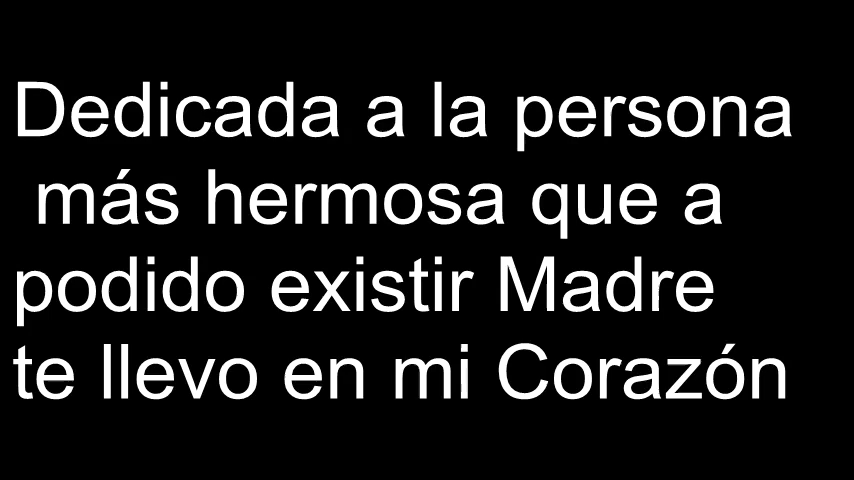 Dedicada a la persona
más hermosa que a
podido existir Madre
te llevo en mi Corazón